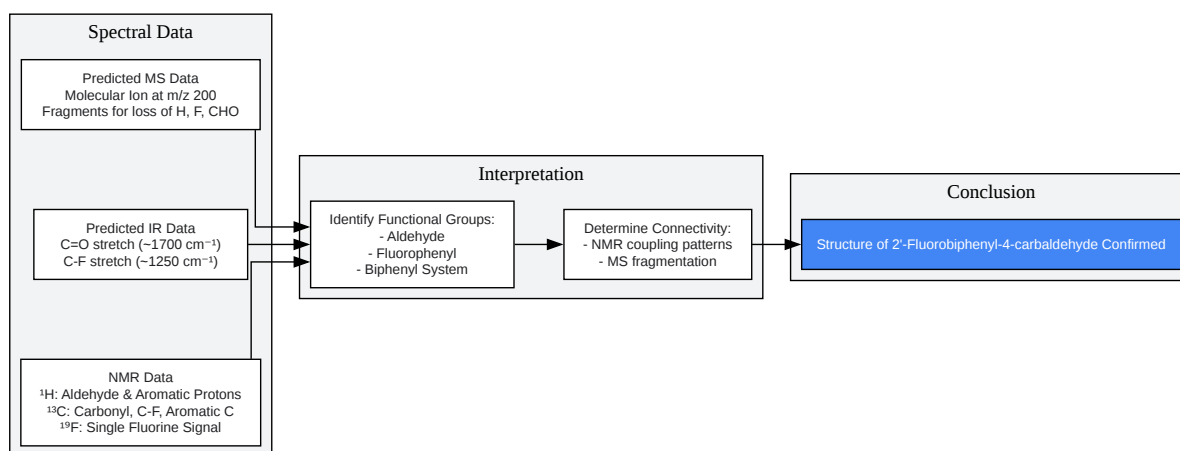 Spectral Data
Predicted MS Data
Molecular Ion at m/z 200
Fragments for loss of H, F, CHO
Predicted IR Data
C=O stretch (~1700 cm⁻¹)
C-F stretch (~1250 cm⁻¹)
NMR Data
¹H: Aldehyde & Aromatic Protons
¹³C: Carbonyl, C-F, Aromatic C
¹⁹F: Single Fluorine Signal
Interpretation
Identify Functional Groups:
- Aldehyde
- Fluorophenyl
- Biphenyl System
Determine Connectivity:
- NMR coupling patterns
- MS fragmentation
Conclusion
Structure of 2'-Fluorobiphenyl-4-carbaldehyde Confirmed